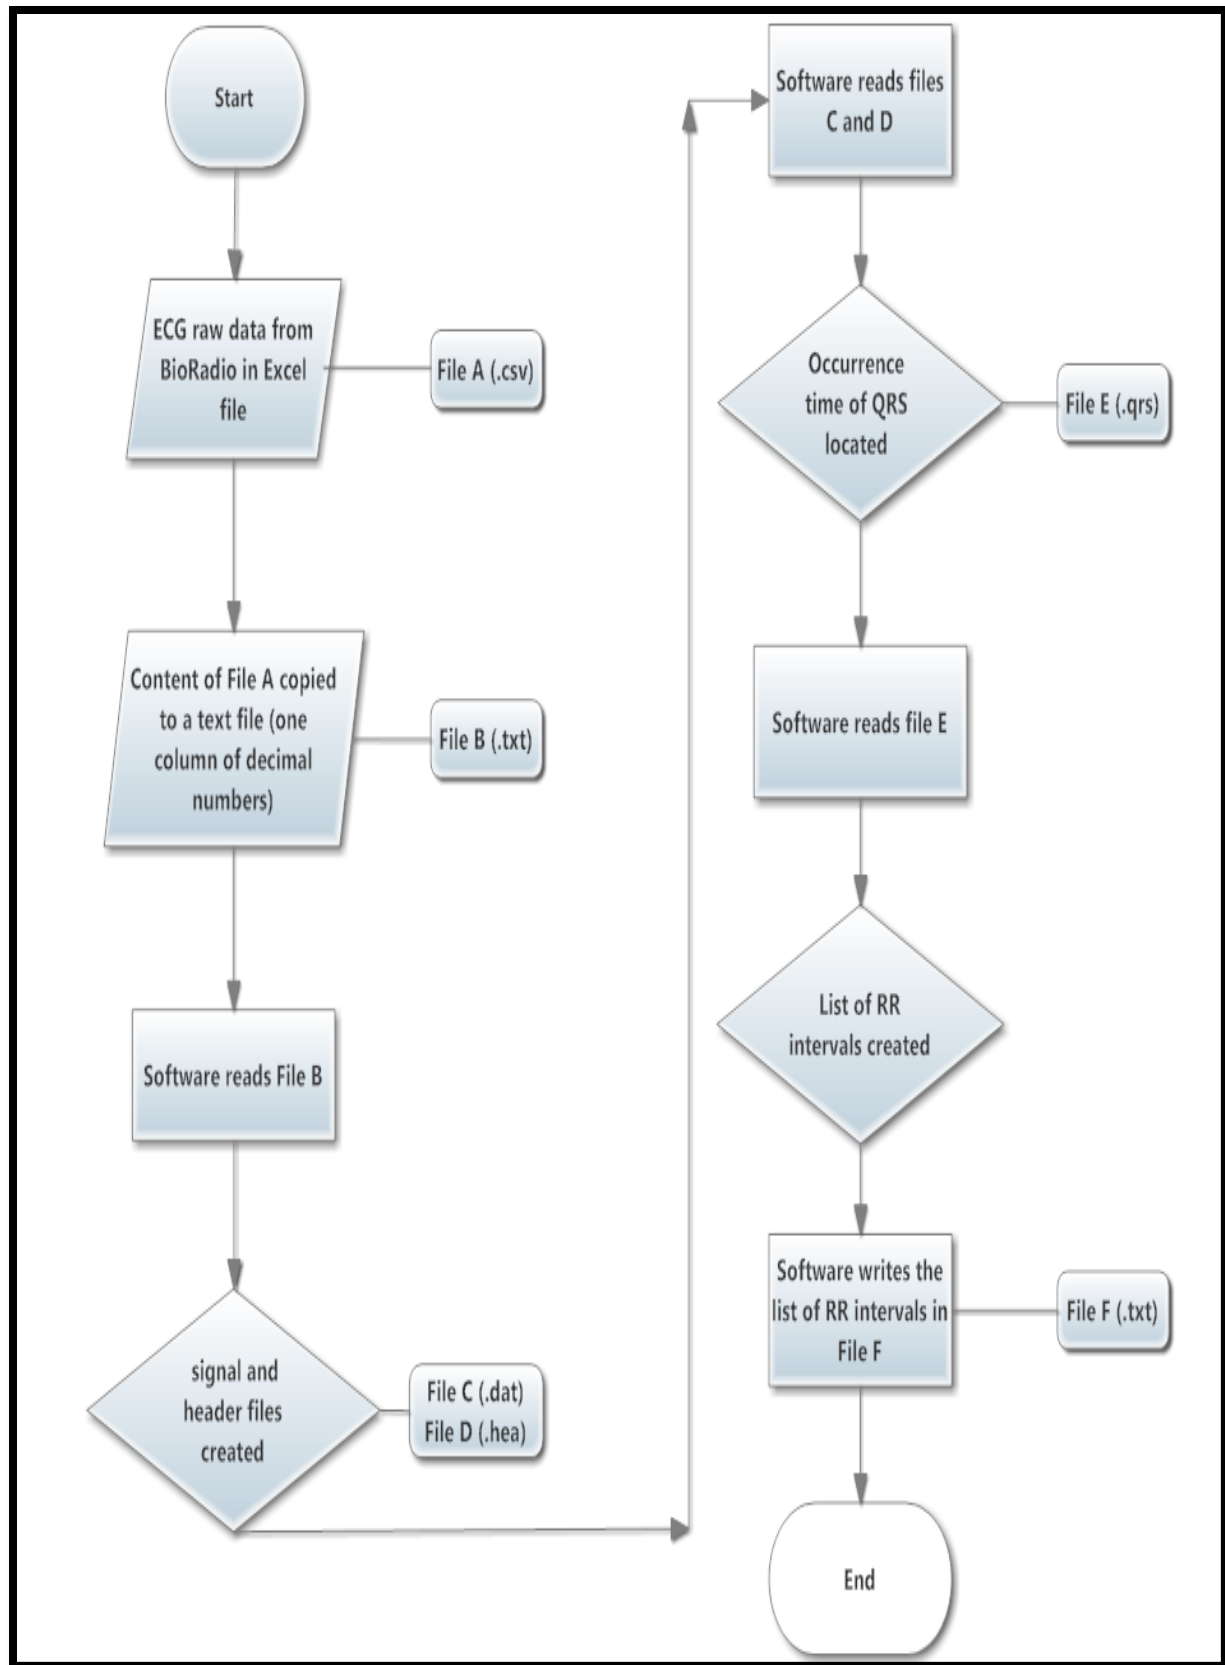 Start
ECG raw data from
BioRadio in Excel
file
File A (.csv)
Content of File A copied
to a text file (one
column of decimal
numbers)
File B (.txt)
Software reads File B
signal and
header files
created
File C (.dat)
File D (.hea)
Software reads files
C and D
Occurrence
time of QRS
located
File E (.qrs)
Software reads file E
List of RR
intervals created
Software writes the
list of RR intervals in
File F
File F (.txt)
End